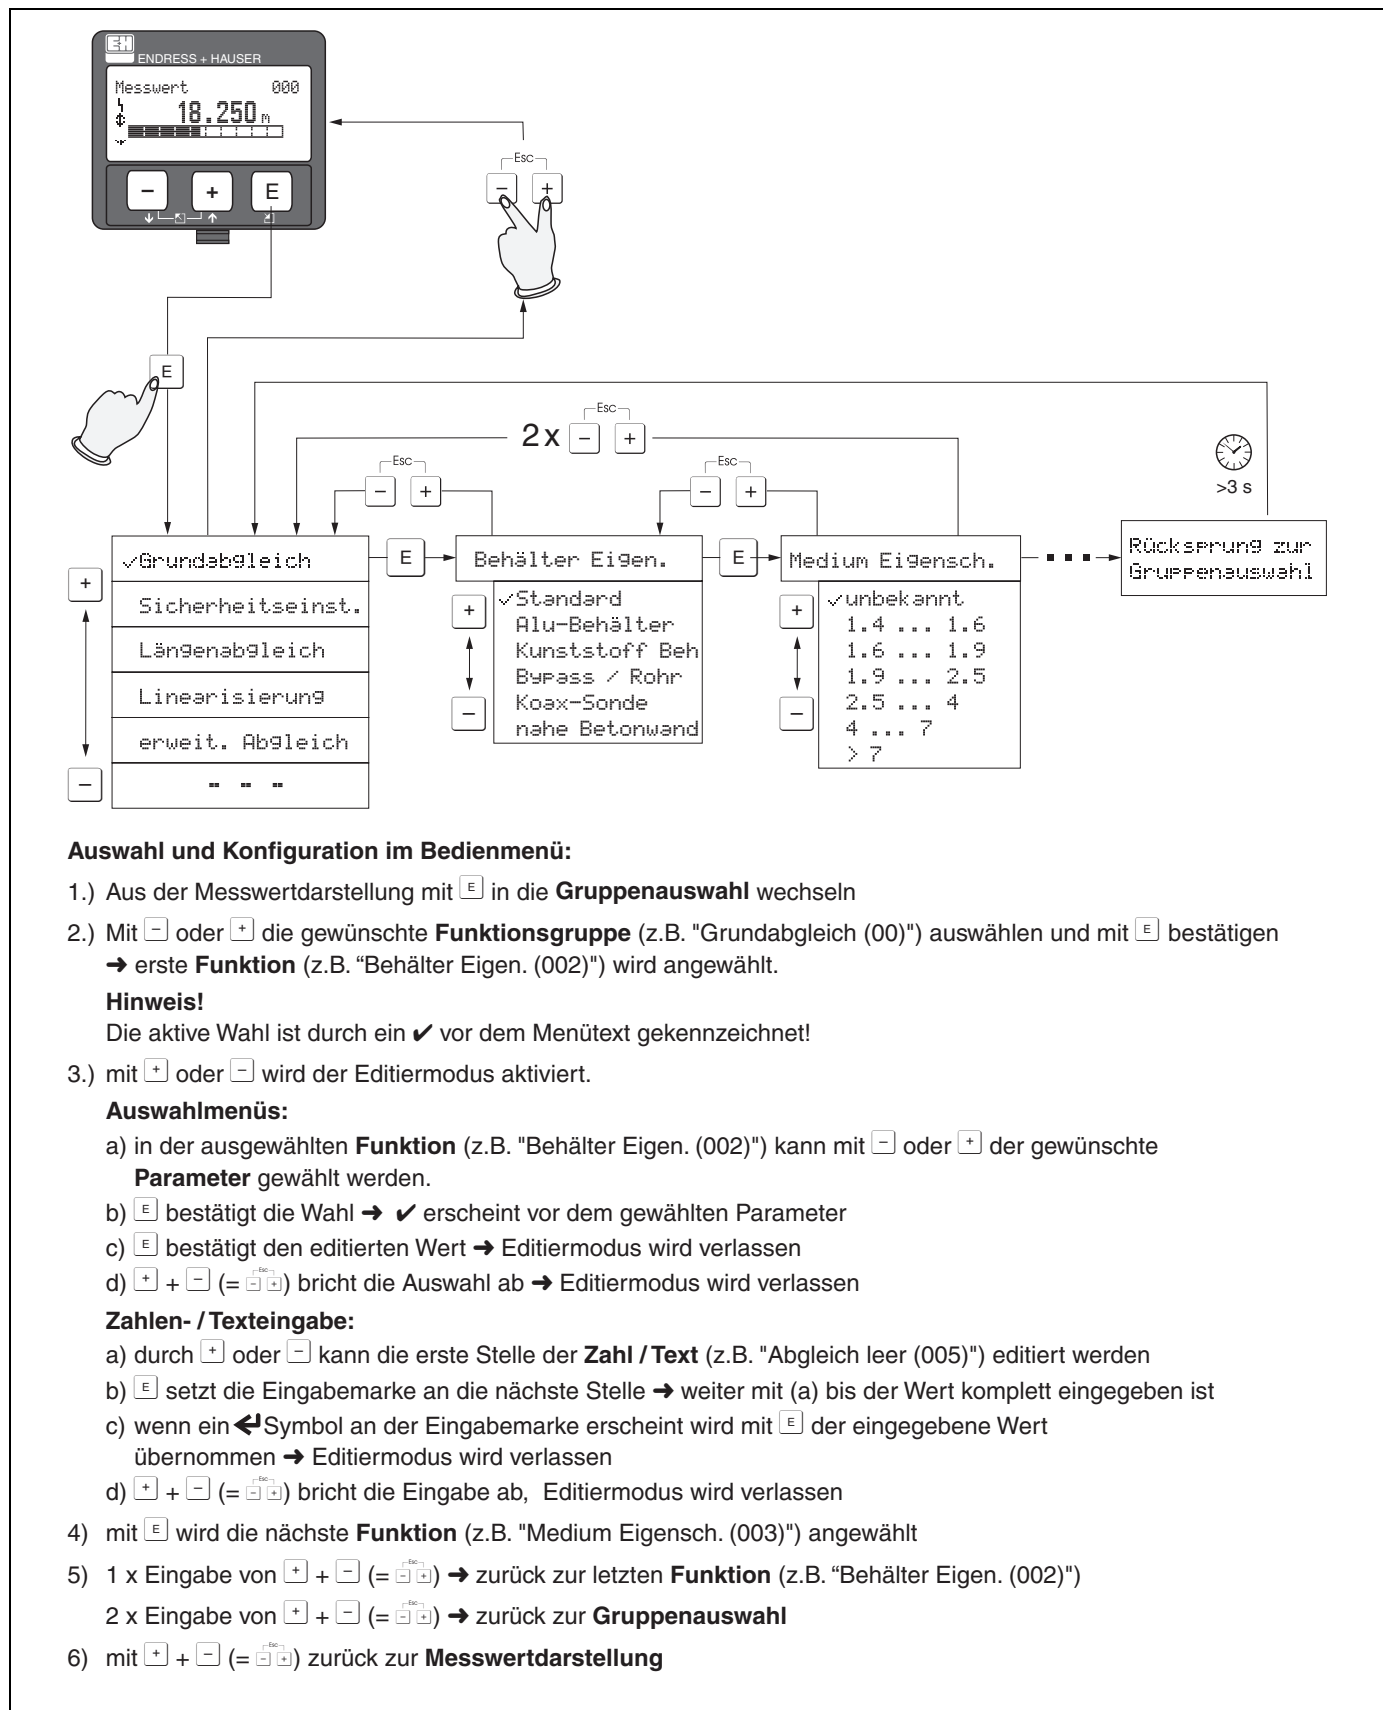 ENDRESS + HAUSER
Messwert 000
18.250 m
- + E
Esc
- +
E
Esc
2x - +
Esc
- +
Esc
- +
>3 s
✓Grundabgleich
E
Behälter Eigen.
E
Medium Eigensch.
Rücksprung zur
Gruppenauswahl
+
Sicherheitseinst.
Längenabgleich
Linearisierung
erweit. Abgleich
-
+
✓Standard
Alu-Behälter
Kunststoff Beh
Bypass / Rohr
Koax-Sonde
nahe Betonwand
-
+
✓unbekannt
1.4 ... 1.6
1.6 ... 1.9
1.9 ... 2.5
2.5 ... 4
4 ... 7
> 7
-
Auswahl und Konfiguration im Bedienmenü:
1.) Aus der Messwertdarstellung mit E in die Gruppenauswahl wechseln
2.) Mit - oder + die gewünschte Funktionsgruppe (z.B. "Grundabgleich (00)") auswählen und mit E bestätigen
➔ erste Funktion (z.B. “Behälter Eigen. (002)") wird angewählt.
Hinweis!
Die aktive Wahl ist durch ein ✔ vor dem Menütext gekennzeichnet!
3.) mit + oder - wird der Editiermodus aktiviert.
Auswahlmenüs:
a) in der ausgewählten Funktion (z.B. "Behälter Eigen. (002)") kann mit - oder + der gewünschte
Parameter gewählt werden.
b) E bestätigt die Wahl ➔ ✔ erscheint vor dem gewählten Parameter
c) E bestätigt den editierten Wert ➔ Editiermodus wird verlassen
d) + + - (= Esc - +) bricht die Auswahl ab ➔ Editiermodus wird verlassen
Zahlen- / Texteingabe:
a) durch + oder - kann die erste Stelle der Zahl / Text (z.B. "Abgleich leer (005)") editiert werden
b) E setzt die Eingabemarke an die nächste Stelle ➔ weiter mit (a) bis der Wert komplett eingegeben ist
c) wenn ein ↵ Symbol an der Eingabemarke erscheint wird mit E der eingegebene Wert
übernommen ➔ Editiermodus wird verlassen
d) + + - (= Esc - +) bricht die Eingabe ab, Editiermodus wird verlassen
4) mit E wird die nächste Funktion (z.B. "Medium Eigensch. (003)") angewählt
5) 1 x Eingabe von + + - (= Esc - +) ➔ zurück zur letzten Funktion (z.B. “Behälter Eigen. (002)")
2 x Eingabe von + + - (= Esc - +) ➔ zurück zur Gruppenauswahl
6) mit + + - (= Esc - +) zurück zur Messwertdarstellung